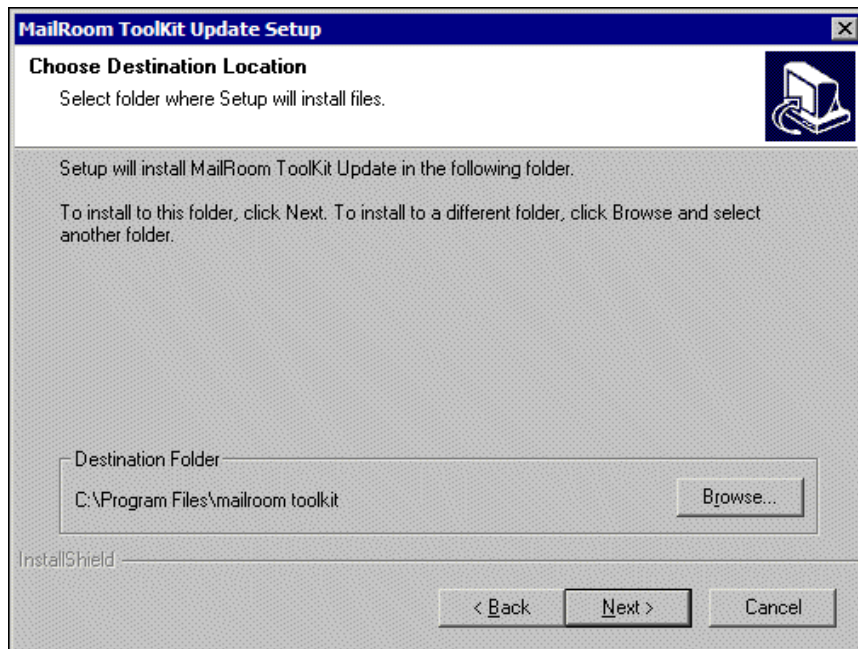 MailRoom ToolKit Update Setup
Choose Destination Location
Select folder where Setup will install files.
Setup will install MailRoom ToolKit Update in the following folder.
To install to this folder, click Next. To install to a different folder, click Browse and select
another folder.
Destination Folder
C:\Program Files\mailroom toolkit
Browse...
InstallShield
< Back
Next >
Cancel